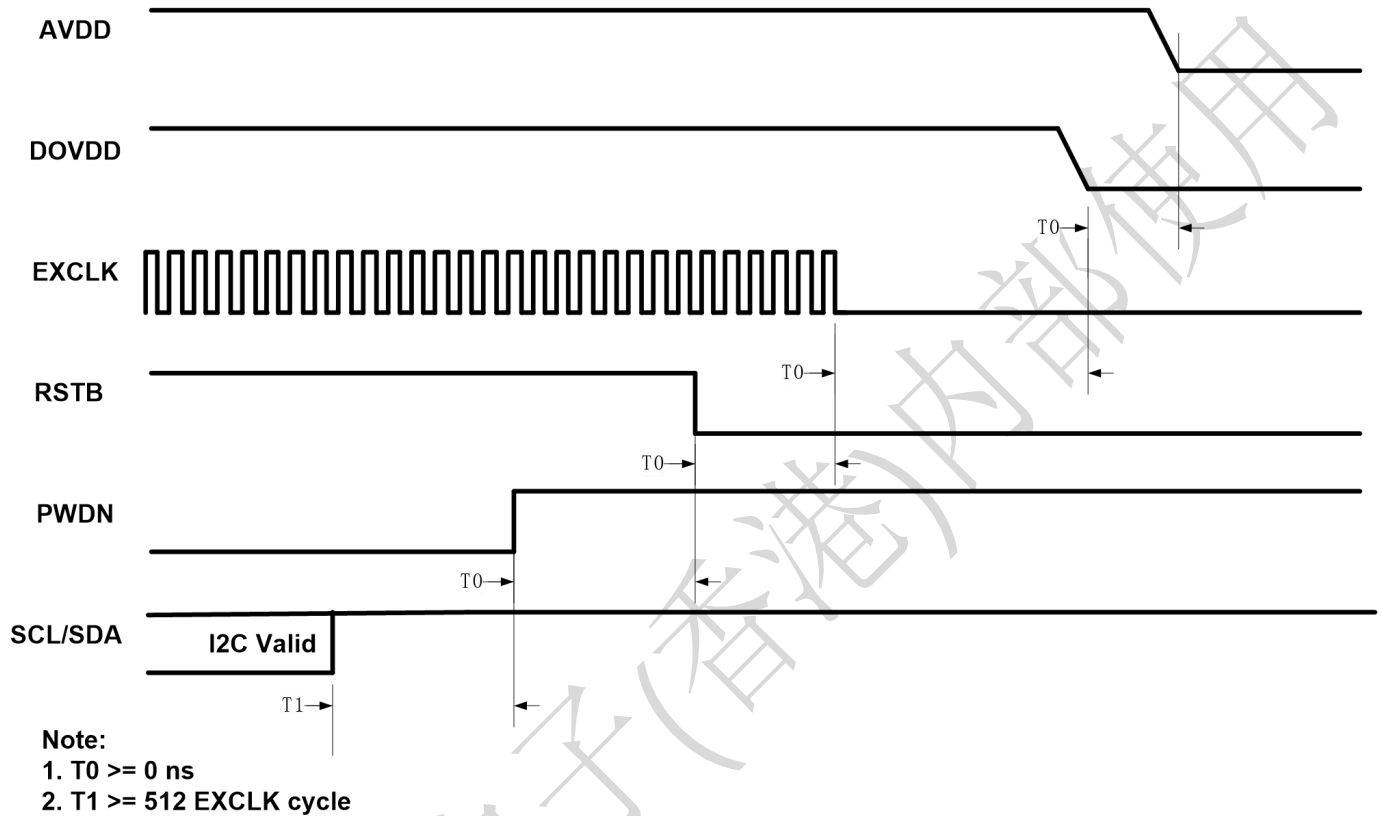 AVDD
DOVDD
T0
EXCLK
T0
T0
RSTB
T0
PWDN
T0
SCL/SDA
I2C Valid
T1
Note:
1. T0 >= 0 ns
2. T1 >= 512 EXCLK cycle
子(香港)内部使用